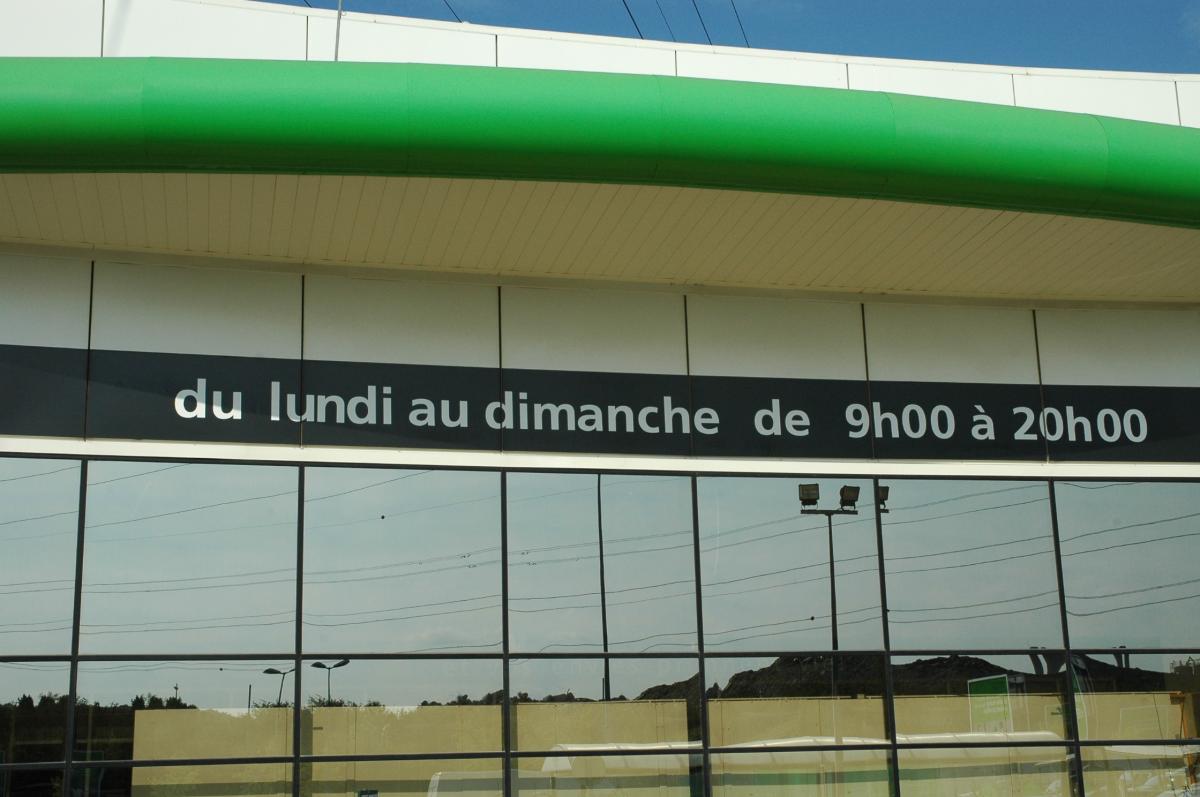 du lundi au dimanche de 9h00 à 20h00